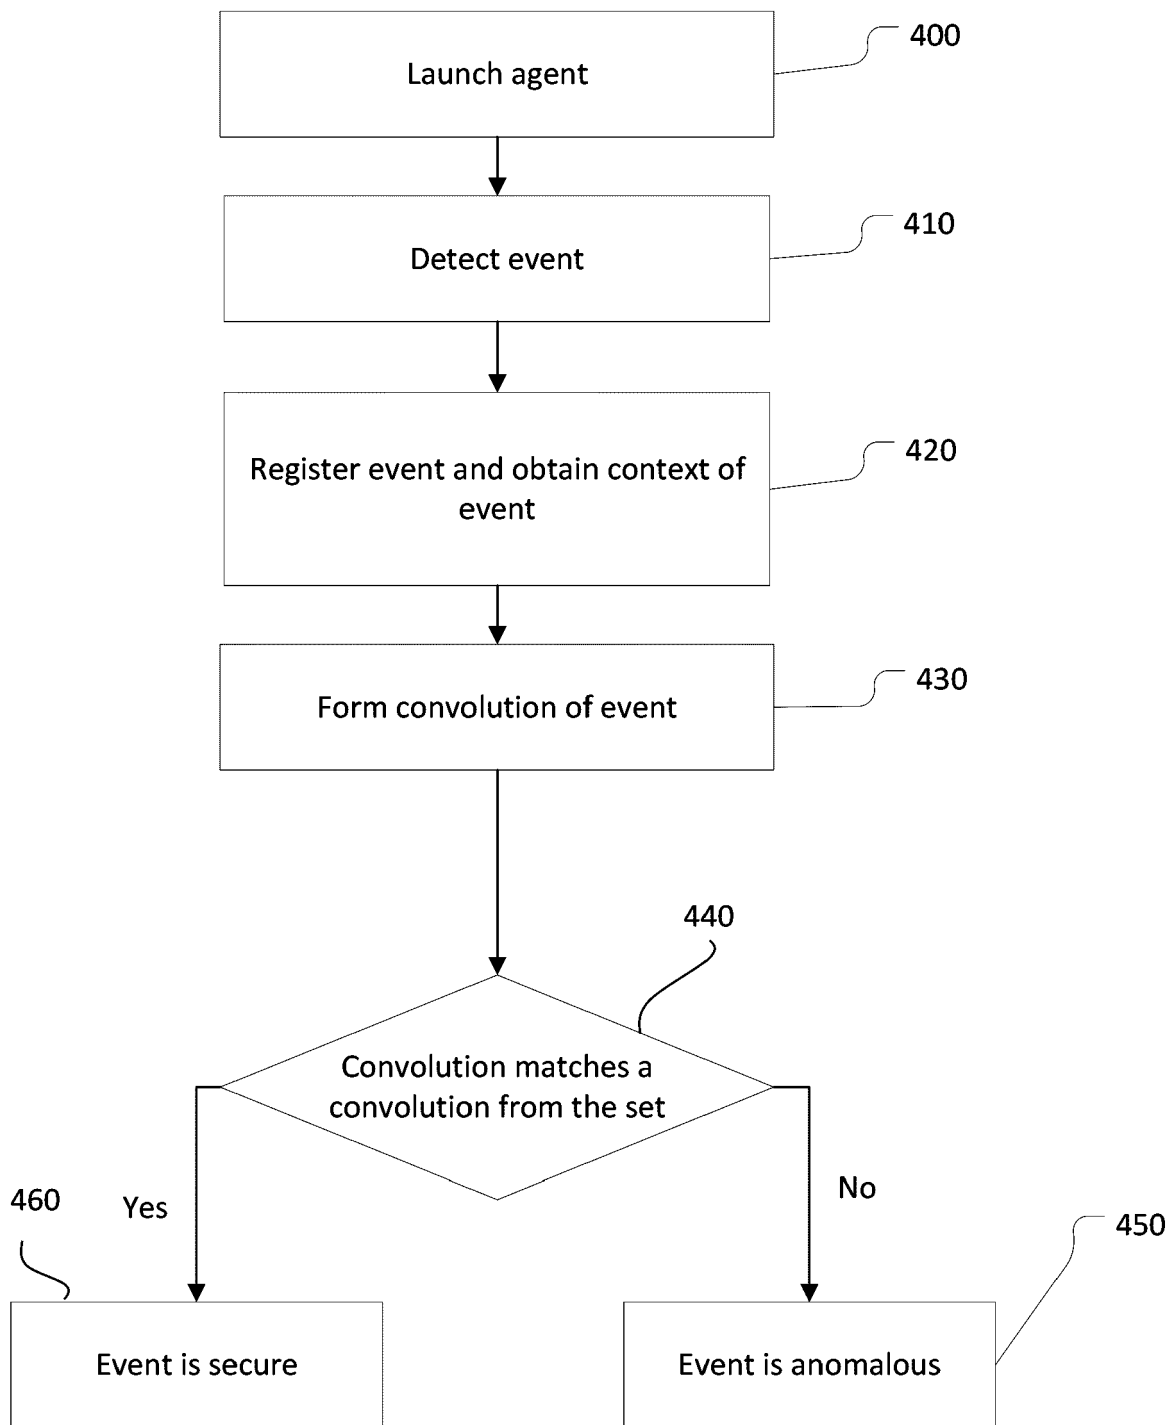 Launch agent
400
Detect event
410
Register event and obtain context of
event
420
Form convolution of event
430
440
Convolution matches a
convolution from the set
Yes
No
460
450
Event is secure
Event is anomalous